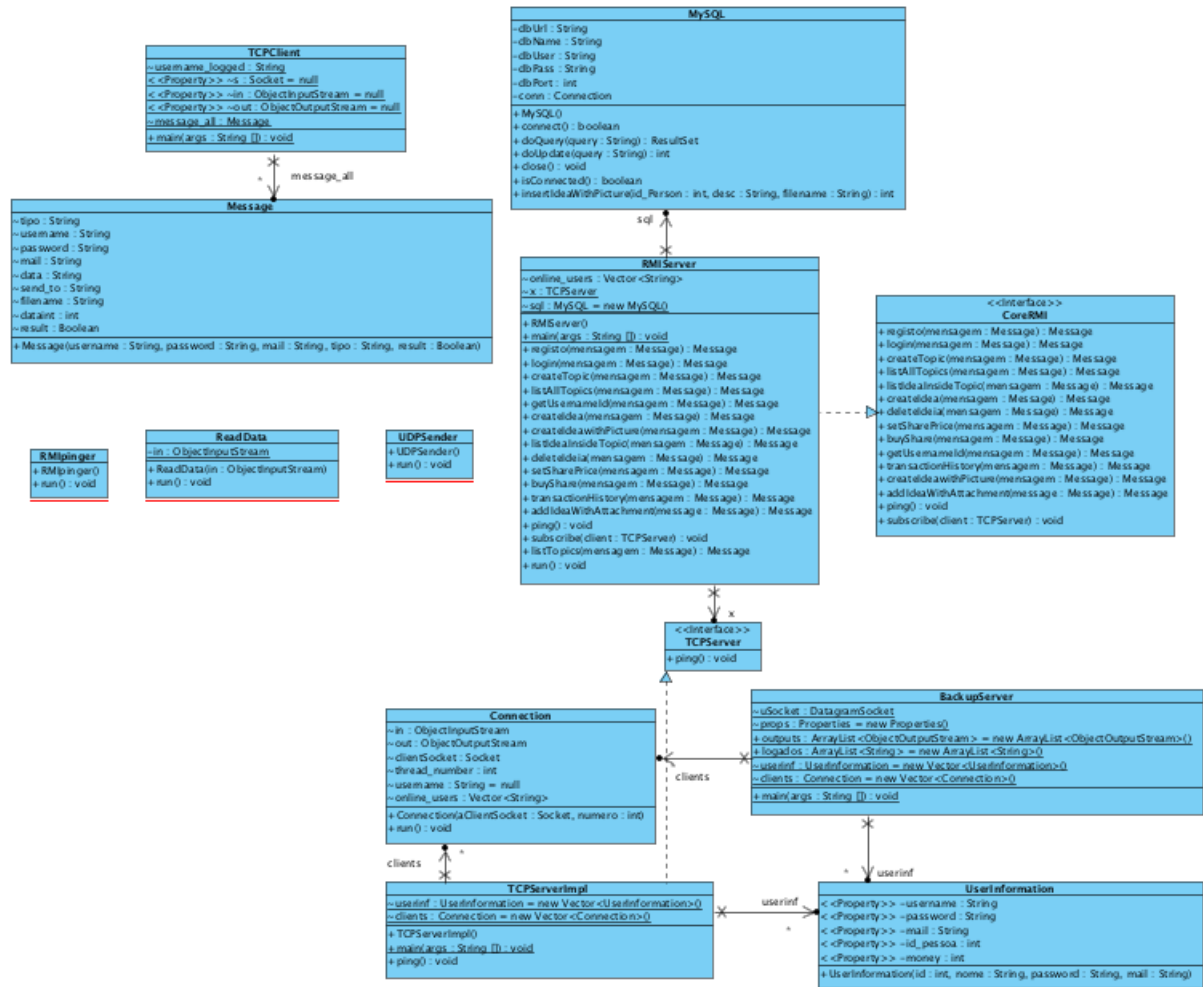 MySQL
-dbUrl : String
-dbName : String
-dbUser : String
-dbPass : String
-dbPort : int
-conn : Connection
+MySQL()
+connect() : boolean
+doQuery(query : String) : ResultSet
+doUpdate(query : String) : int
+close() : void
+isConnected() : boolean
+insertIdeaWithPicture(id_Person : int, desc : String, filename : String) : int
TCPClient
~username_logged : String
<<Property>> ~s : Socket = null
<<Property>> ~in : ObjectInputStream = null
<<Property>> ~out : ObjectOutputStream = null
~message_all : Message
+main(args : String []) : void
*
message_all
Message
~tipo : String
~username : String
~password : String
~mail : String
~data : String
~send_to : String
~filename : String
~dataint : int
~result : Boolean
+Message(username : String, password : String, mail : String, tipo : String, result : Boolean)
sql
RMIServer
~online_users : Vector<String>
~x : TCPServer
~sql : MySQL = new MySQL()
+RMIServer()
+main(args : String []) : void
+registo(mensagem : Message) : Message
+login(mensagem : Message) : Message
+createTopic(mensagem : Message) : Message
+listAllTopics(mensagem : Message) : Message
+getUsernameId(mensagem : Message) : Message
+createIdea(mensagem : Message) : Message
+createIdeawithPicture(mensagem : Message) : Message
+listIdeaInsideTopic(mensagem : Message) : Message
+deleteIdeia(mensagem : Message) : Message
+setSharePrice(mensagem : Message) : Message
+buyShare(mensagem : Message) : Message
+transactionHistory(mensagem : Message) : Message
+addIdeaWithAttachment(mensagem : Message) : Message
+ping() : void
+subscribe(client : TCPServer) : void
+listTopics(mensagem : Message) : Message
+run() : void
<<Interface>>
CoreRMI
+registo(mensagem : Message) : Message
+login(mensagem : Message) : Message
+createTopic(mensagem : Message) : Message
+listAllTopics(mensagem : Message) : Message
+listIdeaInsideTopic(mensagem : Message) : Message
+createIdea(mensagem : Message) : Message
+deleteIdeia(mensagem : Message) : Message
+setSharePrice(mensagem : Message) : Message
+buyShare(mensagem : Message) : Message
+getUsernameId(mensagem : Message) : Message
+transactionHistory(mensagem : Message) : Message
+createIdeawithPicture(mensagem : Message) : Message
+addIdeaWithAttachment(mensagem : Message) : Message
+ping() : void
+subscribe(client : TCPServer) : void
RMIpinger
+RMIpinger()
+run() : void
ReadData
~in : ObjectInputStream
+ReadData(in : ObjectInputStream)
+run() : void
UDPSender
+UDPSender()
+run() : void
x
<<Interface>>
TCPServer
+ping() : void
Connection
~in : ObjectInputStream
~out : ObjectOutputStream
~clientSocket : Socket
~thread_number : int
~username : String = null
~online_users : Vector<String>
+Connection(aClientSocket : Socket, numero : int)
+run() : void
clients
BackupServer
~uSocket : DatagramSocket
~props : Properties = new Properties()
+outputs : ArrayList<ObjectOutputStream> = new ArrayList<ObjectOutputStream>()
+logados : ArrayList<String> = new ArrayList<String>()
~userinf : UserInformation = new Vector<UserInformation>()
~clients : Connection = new Vector<Connection>()
+main(args : String []) : void
*
clients
*
userinf
TCPServerImpl
~userinf : UserInformation = new Vector<UserInformation>()
~clients : Connection = new Vector<Connection>()
+TCPServerImpl()
+main(args : String []) : void
+ping() : void
userinf
*
UserInformation
<<Property>> -username : String
<<Property>> -password : String
<<Property>> -mail : String
<<Property>> -id_pessoa : int
<<Property>> -money : int
+UserInformation(id : int, nome : String, password : String, mail : String)